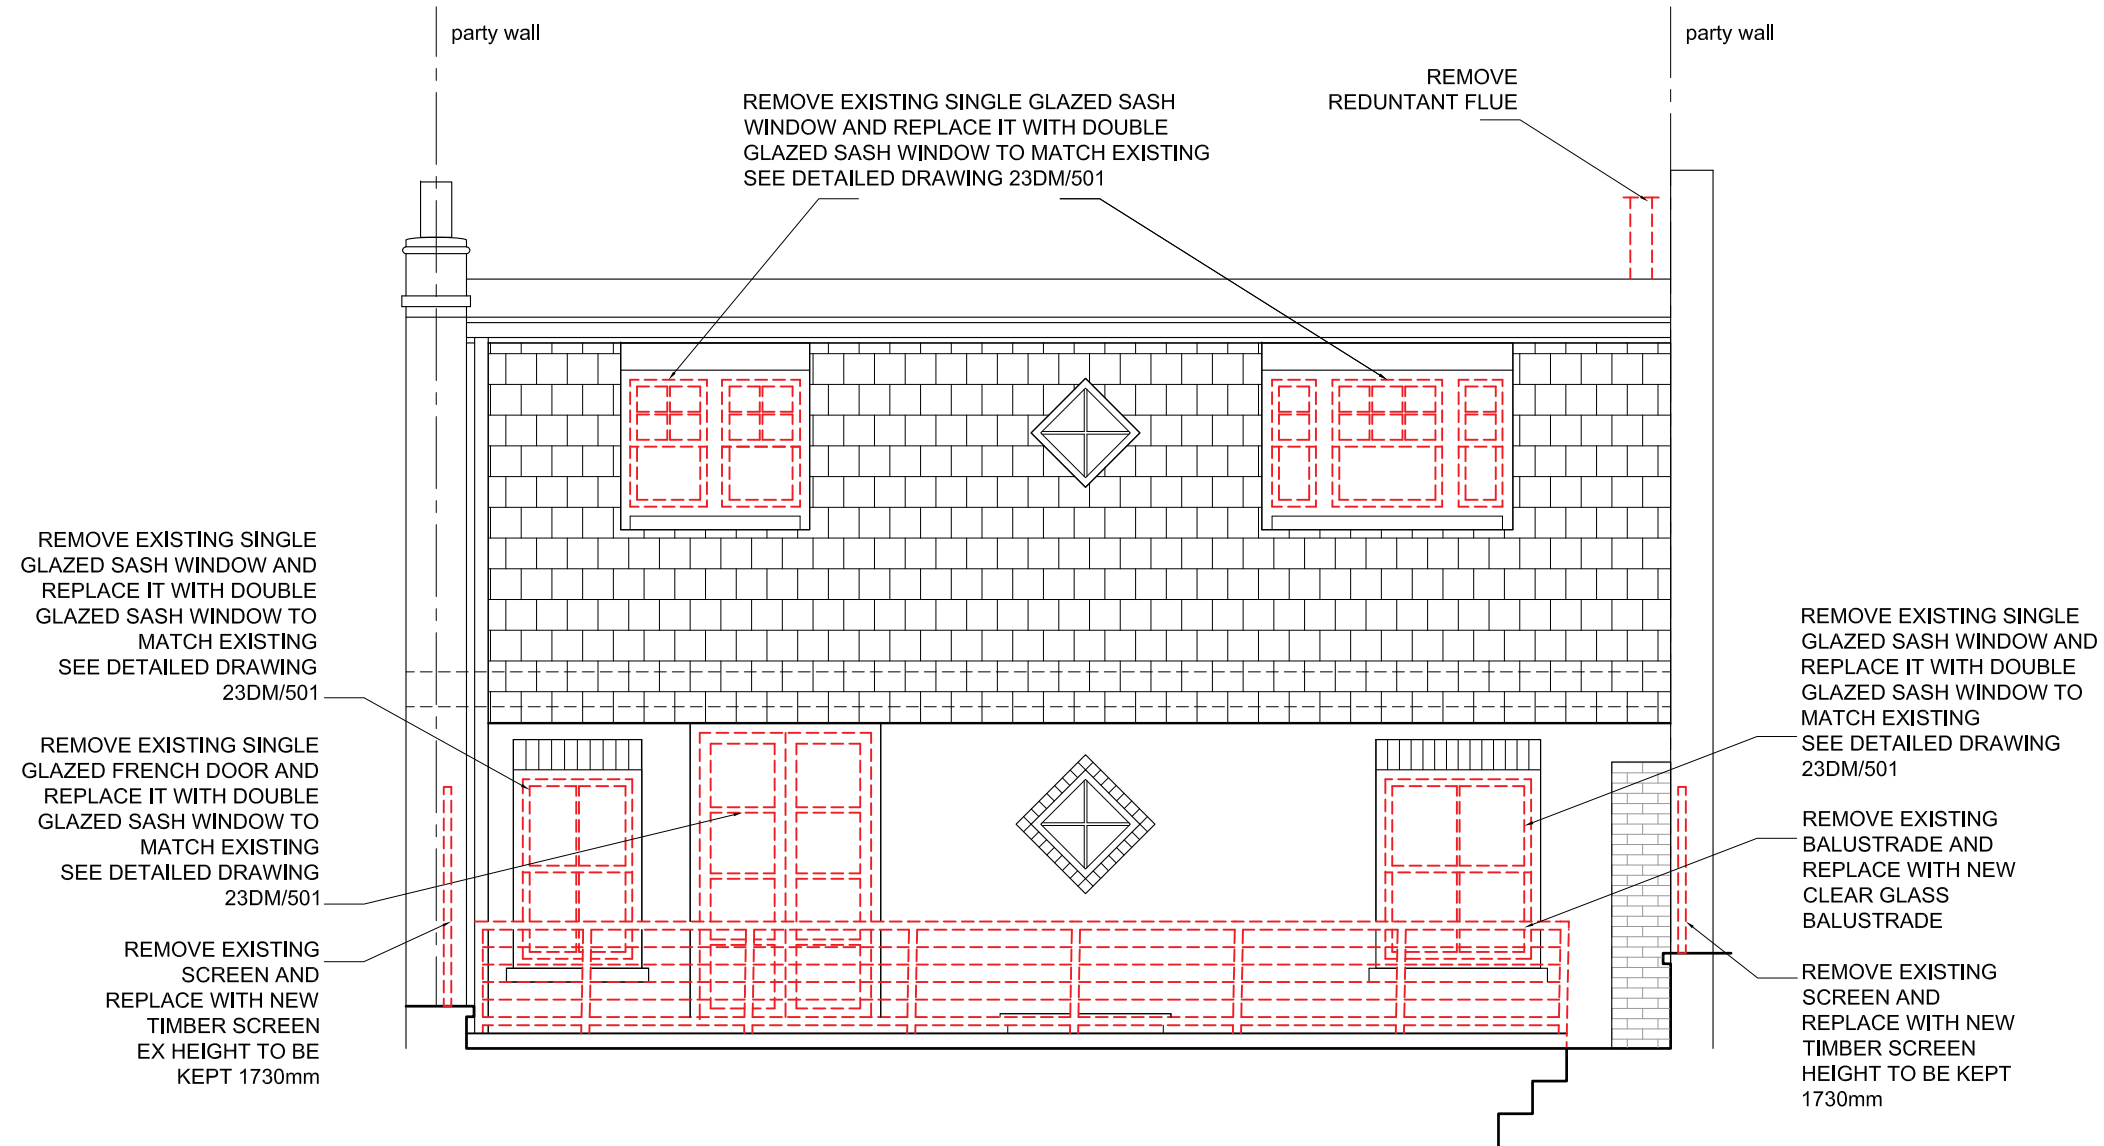 party wall
party wall
REMOVE
REDUNTANT FLUE
REMOVE EXISTING SINGLE GLAZED SASH
WINDOW AND REPLACE IT WITH DOUBLE
GLAZED SASH WINDOW TO MATCH EXISTING
SEE DETAILED DRAWING 23DM/501
REMOVE EXISTING SINGLE
GLAZED SASH WINDOW AND
REPLACE IT WITH DOUBLE
GLAZED SASH WINDOW TO
MATCH EXISTING
SEE DETAILED DRAWING
23DM/501
REMOVE EXISTING SINGLE
GLAZED FRENCH DOOR AND
REPLACE IT WITH DOUBLE
GLAZED SASH WINDOW TO
MATCH EXISTING
SEE DETAILED DRAWING
23DM/501
REMOVE EXISTING
SCREEN AND
REPLACE WITH NEW
TIMBER SCREEN
EX HEIGHT TO BE
KEPT 1730mm
REMOVE EXISTING SINGLE
GLAZED SASH WINDOW AND
REPLACE IT WITH DOUBLE
GLAZED SASH WINDOW TO
MATCH EXISTING
SEE DETAILED DRAWING
23DM/501
REMOVE EXISTING
BALUSTRADE AND
REPLACE WITH NEW
CLEAR GLASS
BALUSTRADE
REMOVE EXISTING
SCREEN AND
REPLACE WITH NEW
TIMBER SCREEN
HEIGHT TO BE KEPT
1730mm